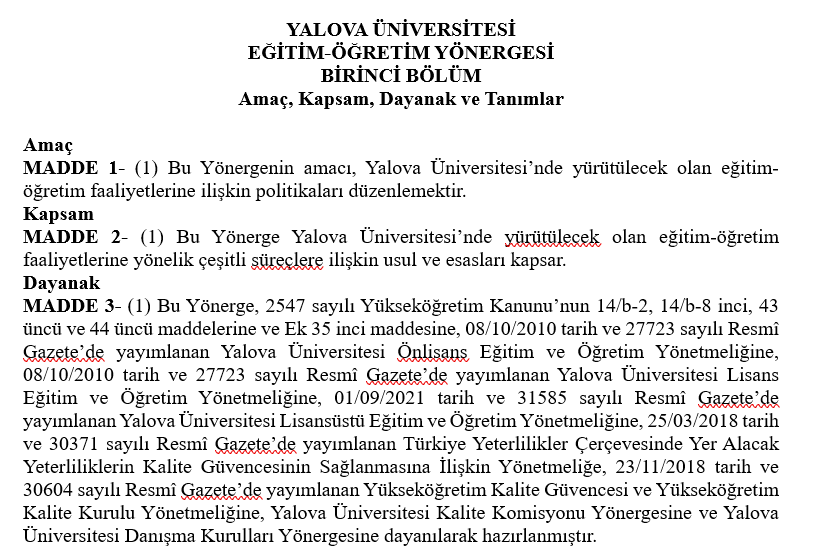 YALOVA ÜNİVERSİTESİ
EĞİTİM-ÖĞRETİM YÖNERGESİ
BİRİNCİ BÖLÜM
Amaç, Kapsam, Dayanak ve Tanımlar
Amaç
MADDE 1- (1) Bu Yönergenin amacı, Yalova Üniversitesi’nde yürütülecek olan eğitim-
öğretim faaliyetlerine ilişkin politikaları düzenlemektir.
Kapsam
MADDE 2- (1) Bu Yönerge Yalova Üniversitesi’nde yürütülecek olan eğitim-öğretim
faaliyetlerine yönelik çeşitli süreçlere ilişkin usul ve esasları kapsar.
Dayanak
MADDE 3- (1) Bu Yönerge, 2547 sayılı Yükseköğretim Kanunu’nun 14/b-2, 14/b-8 inci, 43
üncü ve 44 üncü maddelerine ve Ek 35 inci maddesine, 08/10/2010 tarih ve 27723 sayılı Resmî
Gazete’de yayımlanan Yalova Üniversitesi Önlisans Eğitim ve Öğretim Yönetmeliğine,
08/10/2010 tarih ve 27723 sayılı Resmî Gazete’de yayımlanan Yalova Üniversitesi Lisans
Eğitim ve Öğretim Yönetmeliğine, 01/09/2021 tarih ve 31585 sayılı Resmî Gazete’de
yayımlanan Yalova Üniversitesi Lisansüstü Eğitim ve Öğretim Yönetmeliğine, 25/03/2018 tarih
ve 30371 sayılı Resmî Gazete’de yayımlanan Türkiye Yeterlilikler Çerçevesinde Yer Alacak
Yeterliliklerin Kalite Güvencesinin Sağlanmasına İlişkin Yönetmeliğe, 23/11/2018 tarih ve
30604 sayılı Resmî Gazete’de yayımlanan Yükseköğretim Kalite Güvencesi ve Yükseköğretim
Kalite Kurulu Yönetmeliğine, Yalova Üniversitesi Kalite Komisyonu Yönergesine ve Yalova
Üniversitesi Danışma Kurulları Yönergesine dayanılarak hazırlanmıştır.